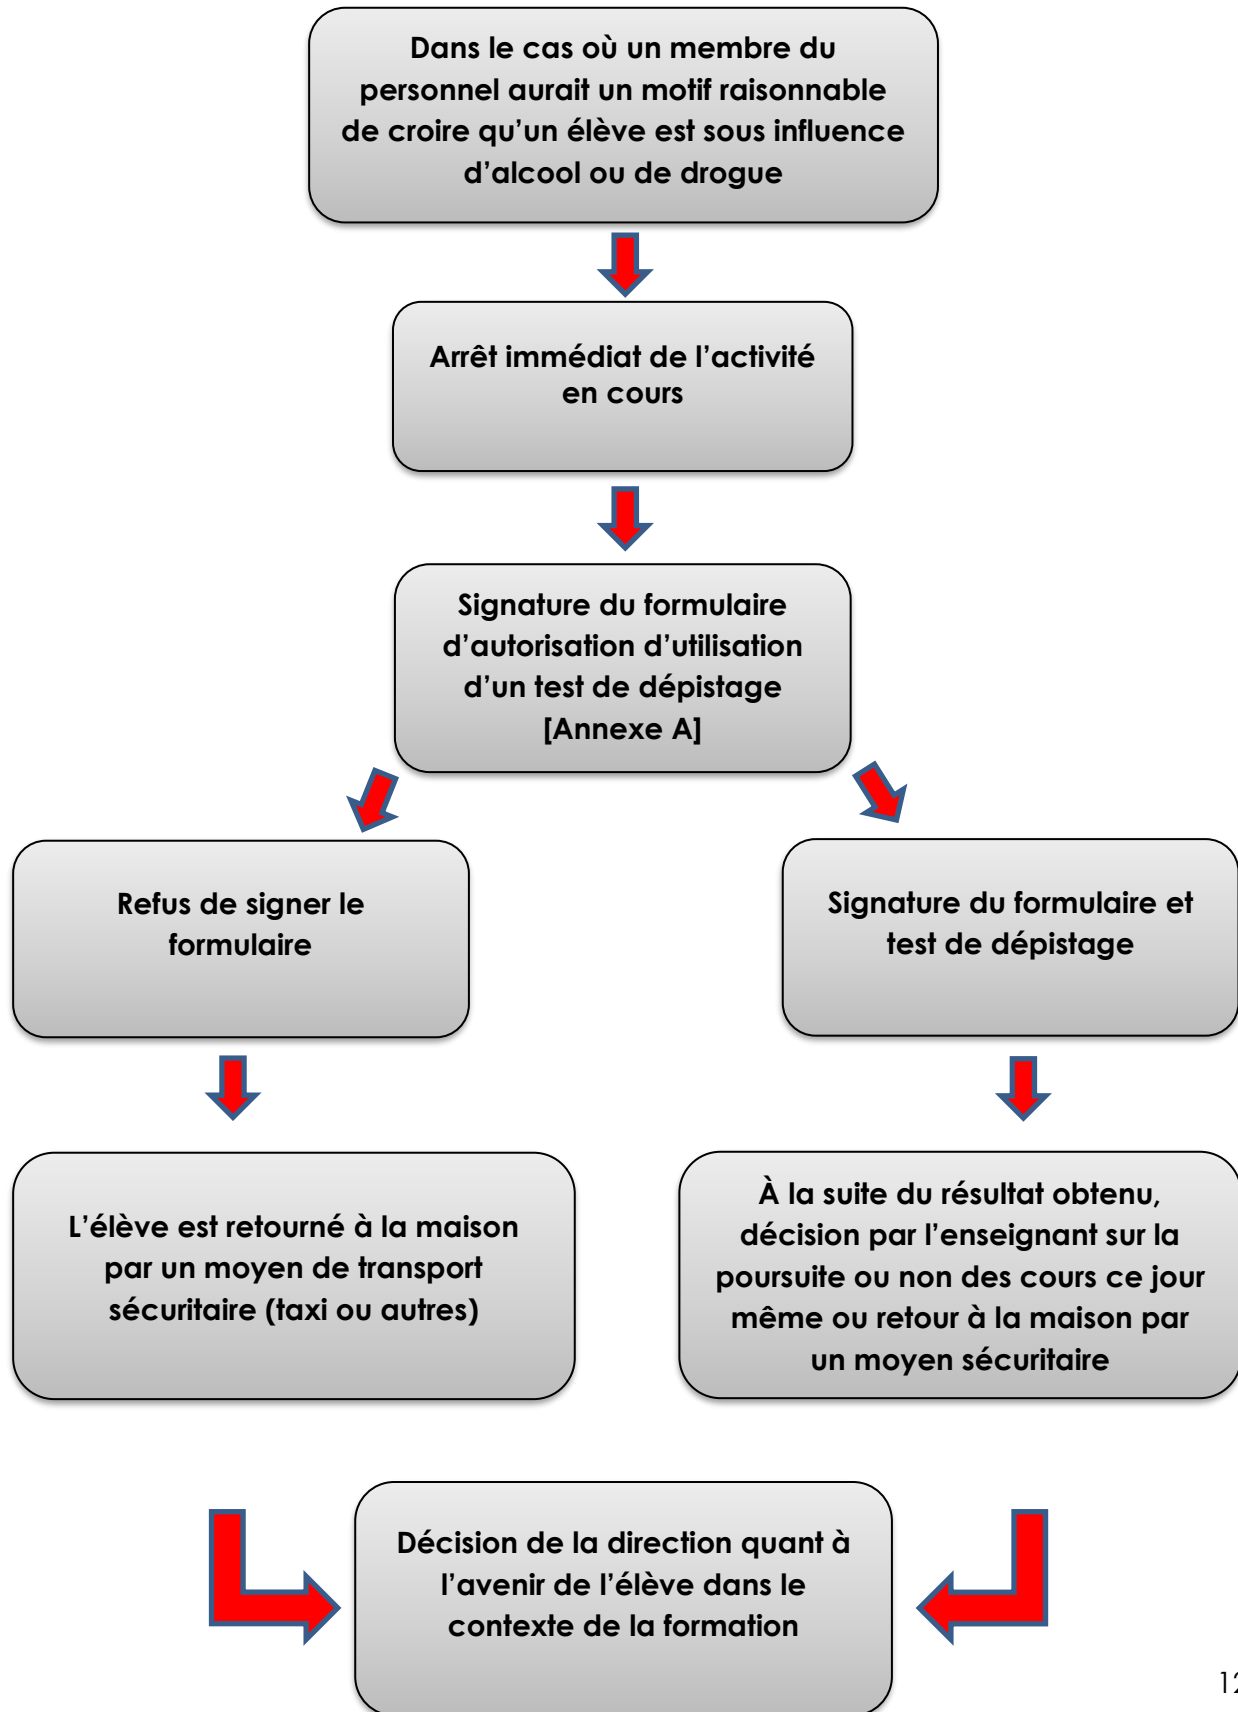 Dans le cas où un membre du
personnel aurait un motif raisonnable
de croire qu’un élève est sous influence
d’alcool ou de drogue
Arrêt immédiat de l’activité
en cours
Signature du formulaire
d’autorisation d’utilisation
d’un test de dépistage
[Annexe A]
Refus de signer le
formulaire
Signature du formulaire et
test de dépistage
L’élève est retourné à la maison
par un moyen de transport
sécuritaire (taxi ou autres)
À la suite du résultat obtenu,
décision par l’enseignant sur la
poursuite ou non des cours ce jour
même ou retour à la maison par
un moyen sécuritaire
Décision de la direction quant à
l’avenir de l’élève dans le
contexte de la formation
12